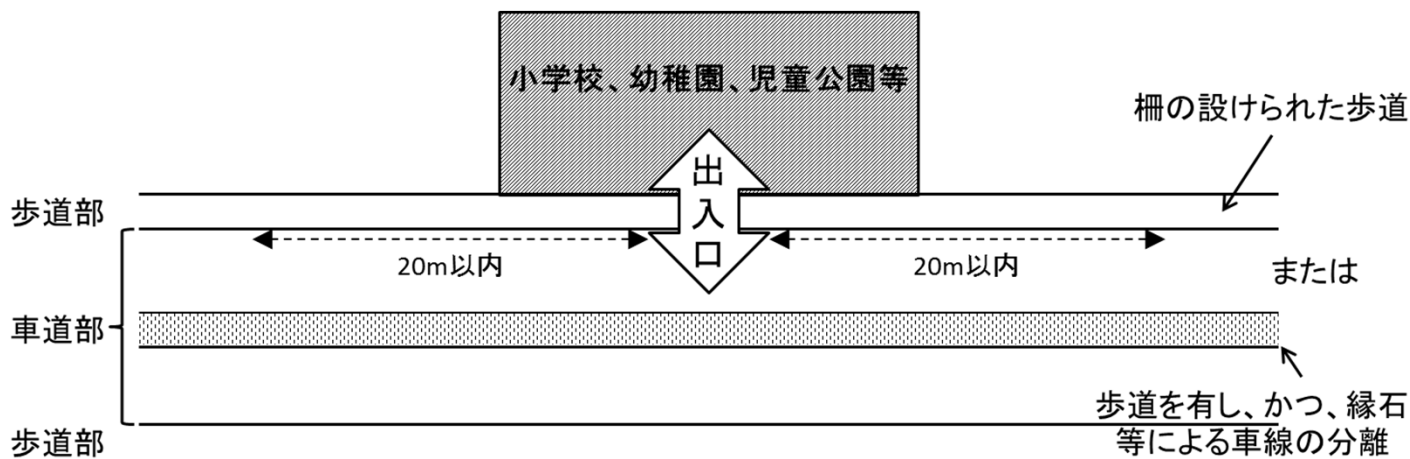 小学校、幼稚園、児童公園等
柵の設けられた歩道
出入口
歩道部
20m以内
20m以内
または
車道部
歩道を有し、かつ、縁石
等による車線の分離
歩道部